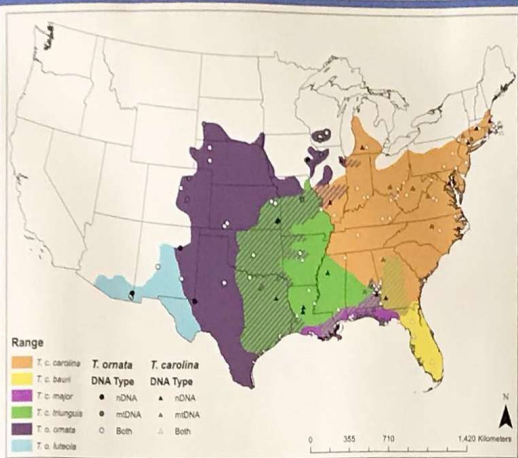 Range
T. c. carolina
T. c. bauri
T. c. major
T. c. triunguis
T. o. ornata
T. o. luteola
T. ornata
DNA Type
nDNA
mtDNA
Both
T. carolina
DNA Type
nDNA
mtDNA
Both
N
0 355 710 1,420 Kilometers